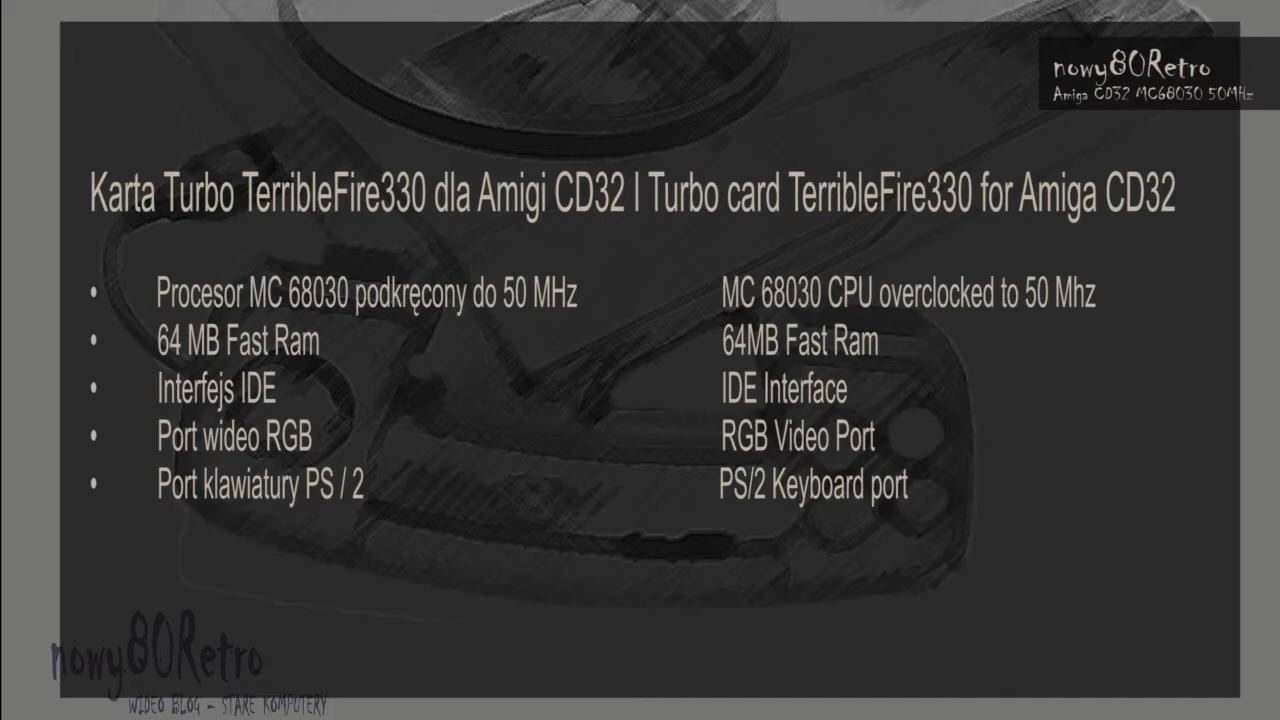 nowy80Retro
Amiga CD32 MC68030 50MHz
Karta Turbo TerribleFire330 dla Amigi CD32 | Turbo card TerribleFire330 for Amiga CD32
• Procesor MC 68030 podkręcony do 50 MHz MC 68030 CPU overclocked to 50 Mhz
• 64 MB Fast Ram 64MB Fast Ram
• Interfejs IDE IDE Interface
• Port wideo RGB RGB Video Port
• Port klawiatury PS / 2 PS/2 Keyboard port
nowy80Retro
WIDEO BLOG - STARE KOMPUTERY